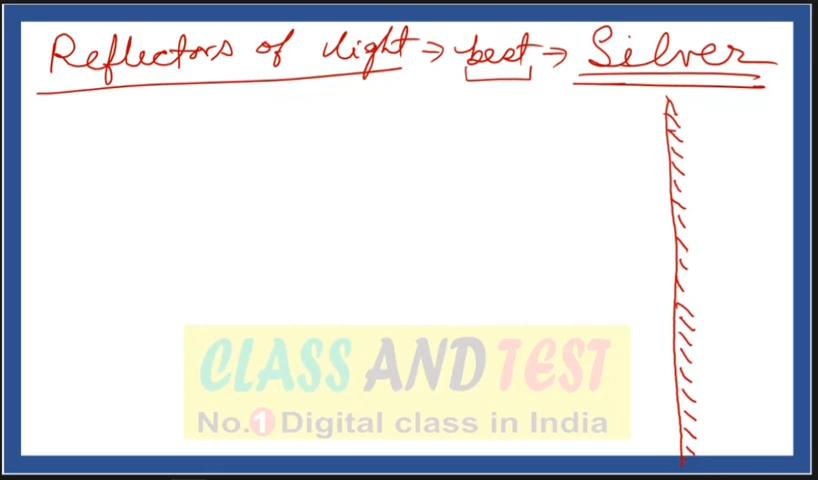 Reflectors of light ⇒ best ⇒ Silver
CLASS AND TEST
No.1 Digital class in India